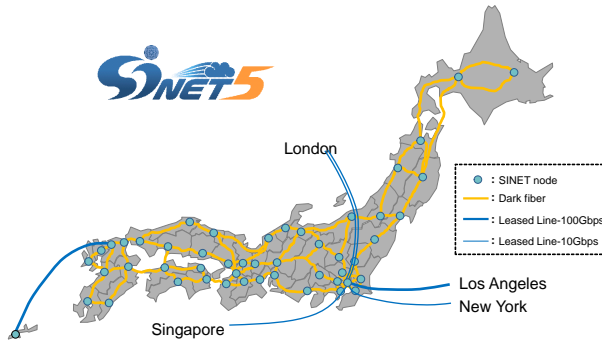 SINET5
London
: SINET node
: Dark fiber
: Leased Line-100Gbps
: Leased Line-10Gbps
Los Angeles
New York
Singapore